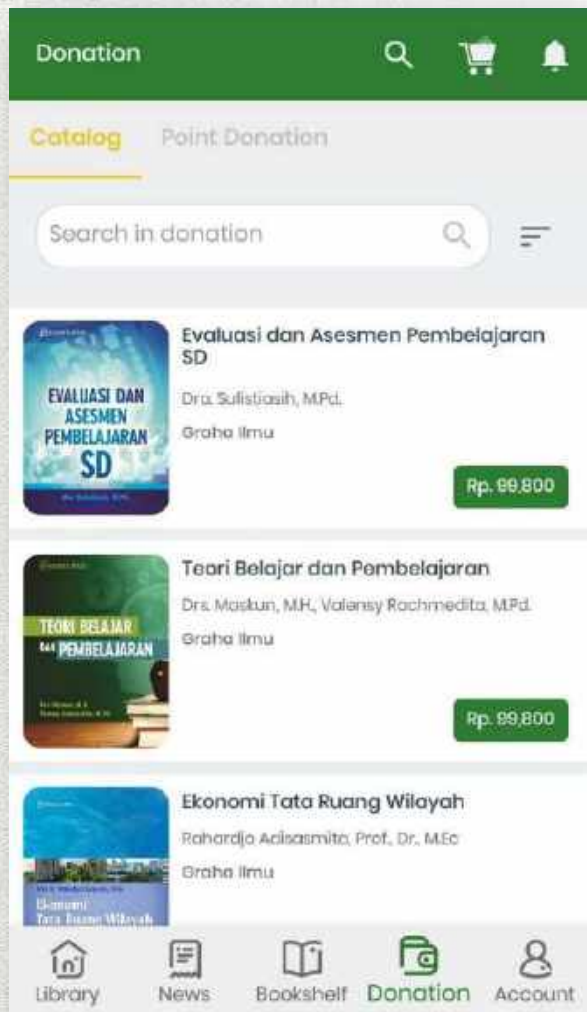 Donation
Catalog
Point Donation
Search in donation
EVALUASI DAN
ASESMEN
PEMBELAJARAN
SD
Evaluasi dan Asesmen Pembelajaran
SD
Dra. Sulistiasih, M.Pd.
Graha Ilmu
Rp. 99,800
TEORI BELAJAR
dan PEMBELAJARAN
Teori Belajar dan Pembelajaran
Drs. Maskun, M.H., Valensy Rachmedita, M.Pd.
Graha Ilmu
Rp. 99,800
Ekonomi
Tata Ruang Wilayah
Ekonomi Tata Ruang Wilayah
Rahardjo Adisasmita, Prof., Dr., M.Ec
Graha Ilmu
Library
News
Bookshelf
Donation
Account